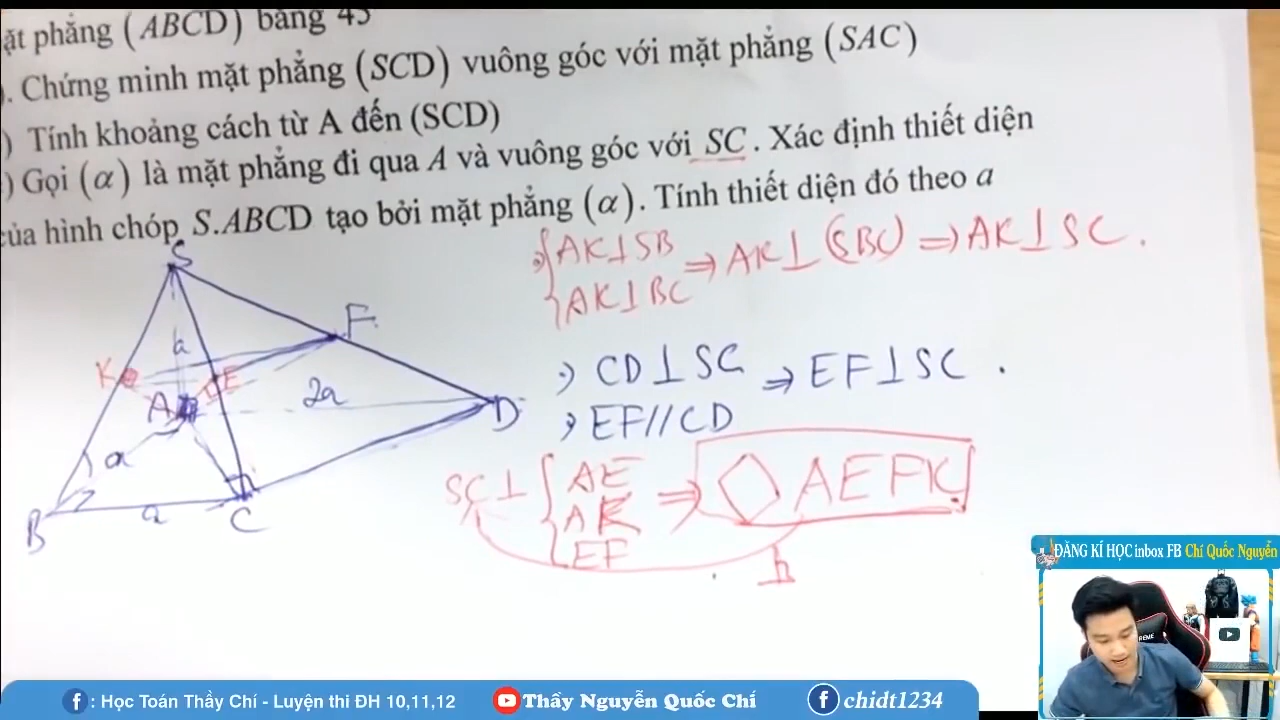 ặt phẳng (ABCD) bằng 45
. Chứng minh mặt phẳng (SCD) vuông góc với mặt phẳng (SAC)
) Tính khoảng cách từ A đến (SCD)
) Gọi (α) là mặt phẳng đi qua A và vuông góc với SC. Xác định thiết diện
của hình chóp S.ABCD tạo bởi mặt phẳng (α). Tính thiết diện đó theo a
S
F
K
a
E
A
2a
D
a
B
a
C
AK⊥SB
AK⊥BC
⇒ AK⊥(SBC) ⇒ AK⊥SC.
CD⊥SC ⇒ EF⊥SC.
EF//CD
SC⊥ { AE
AK
EF
⇒ AEFK
ĐĂNG KÍ HỌC inbox FB Chí Quốc Nguyễn
XTREME
f : Học Toán Thầy Chí - Luyện thi ĐH 10,11,12
Thầy Nguyễn Quốc Chí
f chidt1234